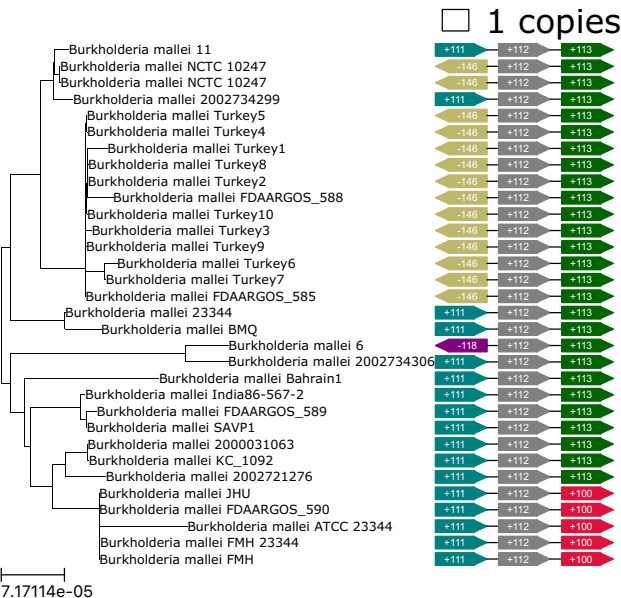 1 copies
Burkholderia mallei 11 +111 +112 +113
Burkholderia mallei NCTC 10247 -146 +112 +113
Burkholderia mallei NCTC 10247 -146 +112 +113
Burkholderia mallei 2002734299 +111 +112 +113
Burkholderia mallei Turkey5 -146 +112 +113
Burkholderia mallei Turkey4 -146 +112 +113
Burkholderia mallei Turkey1 -146 +112 +113
Burkholderia mallei Turkey8 -146 +112 +113
Burkholderia mallei Turkey2 -146 +112 +113
Burkholderia mallei FDAARGOS_588 -146 +112 +113
Burkholderia mallei Turkey10 -146 +112 +113
Burkholderia mallei Turkey3 -146 +112 +113
Burkholderia mallei Turkey9 -146 +112 +113
Burkholderia mallei Turkey6 -146 +112 +113
Burkholderia mallei Turkey7 -146 +112 +113
Burkholderia mallei FDAARGOS_585 -146 +112 +113
Burkholderia mallei 23344 +111 +112 +113
Burkholderia mallei BMQ +111 +112 +113
Burkholderia mallei 6 -118 +112 +113
Burkholderia mallei 2002734306 +111 +112 +113
Burkholderia mallei Bahrain1 +111 +112 +113
Burkholderia mallei India86-567-2 +111 +112 +113
Burkholderia mallei FDAARGOS_589 +111 +112 +113
Burkholderia mallei SAVP1 +111 +112 +113
Burkholderia mallei 2000031063 +111 +112 +113
Burkholderia mallei KC_1092 +111 +112 +113
Burkholderia mallei 2002721276 +111 +112 +113
Burkholderia mallei JHU +111 +112 +100
Burkholderia mallei FDAARGOS_590 +111 +112 +100
Burkholderia mallei ATCC 23344 +111 +112 +100
Burkholderia mallei FMH 23344 +111 +112 +100
Burkholderia mallei FMH +111 +112 +100
7.17114e-05